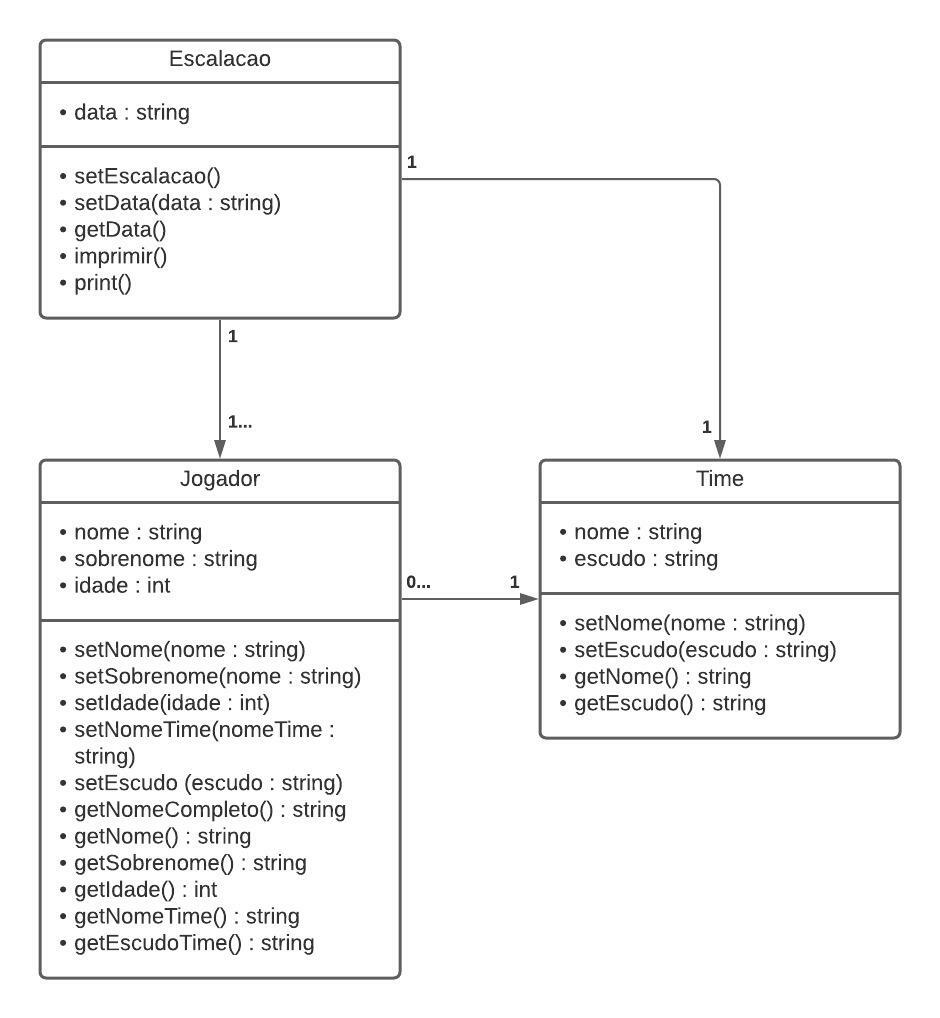 Escalacao
• data : string
• setEscalacao()
• setData(data : string)
• getData()
• imprimir()
• print()
1
1
1
1...
1
Jogador
• nome : string
• sobrenome : string
• idade : int
• setNome(nome : string)
• setSobrenome(nome : string)
• setIdade(idade : int)
• setNomeTime(nomeTime :
string)
• setEscudo (escudo : string)
• getNomeCompleto() : string
• getNome() : string
• getSobrenome() : string
• getIdade() : int
• getNomeTime() : string
• getEscudoTime() : string
0...
Time
• nome : string
• escudo : string
• setNome(nome : string)
• setEscudo(escudo : string)
• getNome() : string
• getEscudo() : string